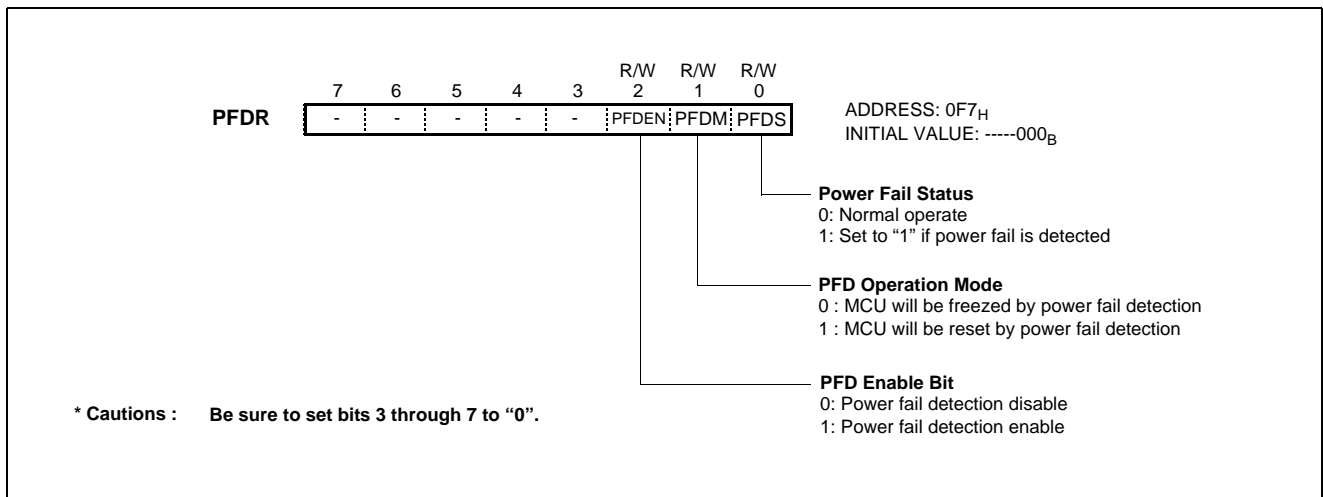 R/W R/W R/W
7 6 5 4 3 2 1 0
PFDR - - - - - PFDEN PFDM PFDS
ADDRESS: 0F7H
INITIAL VALUE: -----000B
Power Fail Status
0: Normal operate
1: Set to “1” if power fail is detected
PFD Operation Mode
0 : MCU will be freezed by power fail detection
1 : MCU will be reset by power fail detection
PFD Enable Bit
0: Power fail detection disable
1: Power fail detection enable
* Cautions : Be sure to set bits 3 through 7 to “0”.